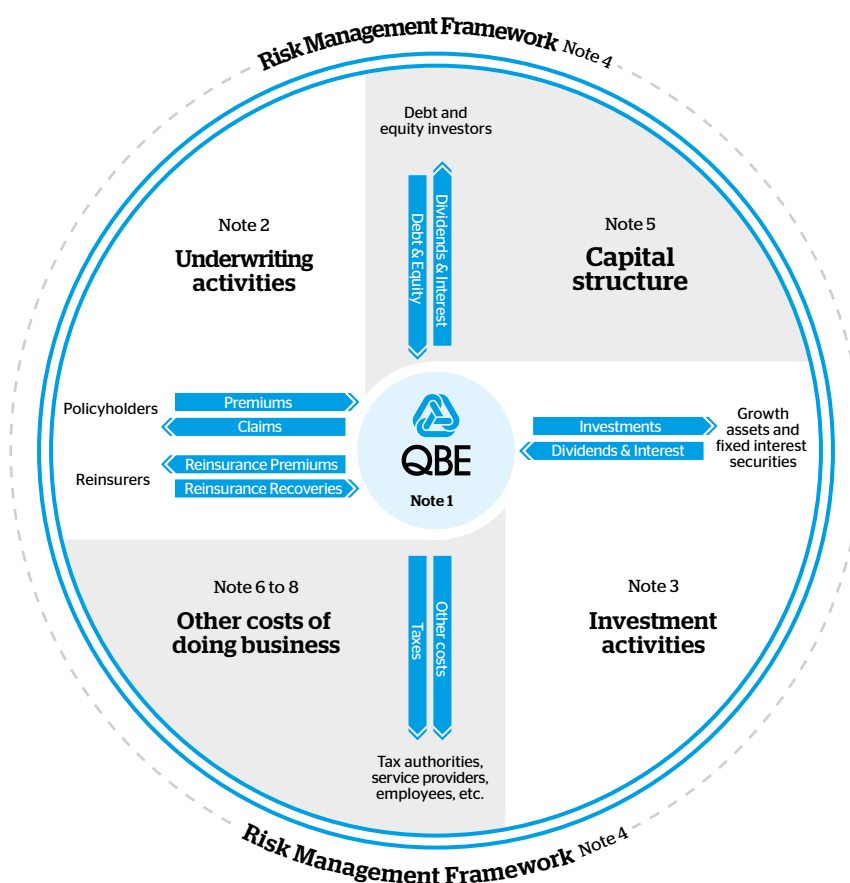 Risk Management Framework Note 4
Debt and
equity investors
Debt & Equity
Dividends & Interest
Note 2
Underwriting
activities
Note 5
Capital
structure
Policyholders
Premiums
Claims
Reinsurers
Reinsurance Premiums
Reinsurance Recoveries
QBE
Note 1
Investments
Dividends & Interest
Growth
assets and
fixed interest
securities
Note 6 to 8
Other costs of
doing business
Taxes
Other costs
Note 3
Investment
activities
Tax authorities,
service providers,
employees, etc.
Risk Management Framework Note 4